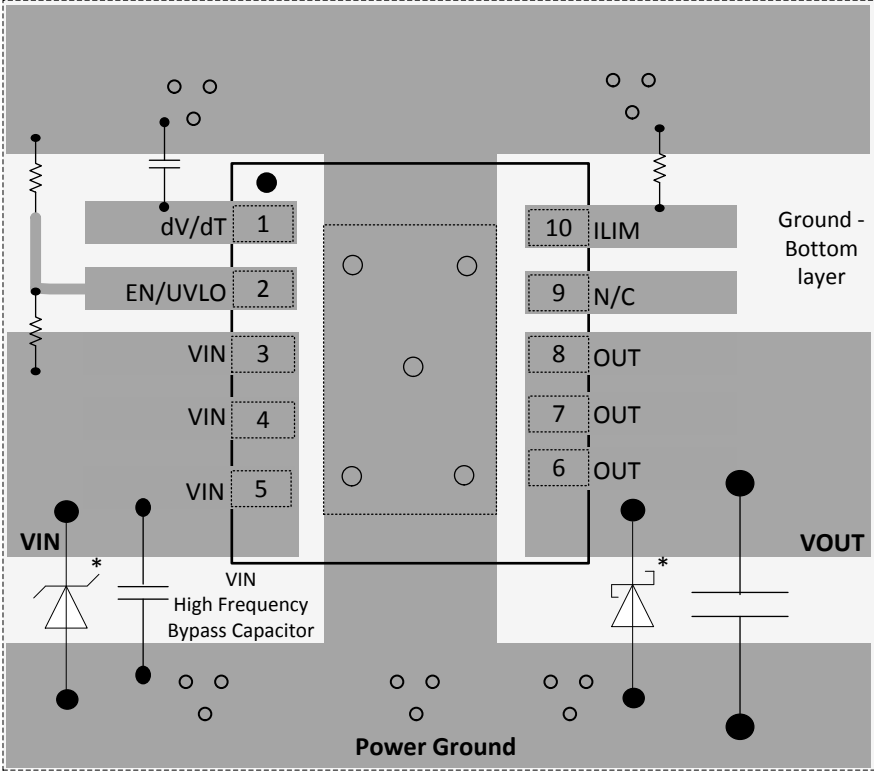 dV/dT 1
10 ILIM
Ground -
Bottom
layer
EN/UVLO 2
9 N/C
VIN 3
8 OUT
VIN 4
7 OUT
VIN 5
6 OUT
VIN
*
*
VOUT
VIN
High Frequency
Bypass Capacitor
Power Ground